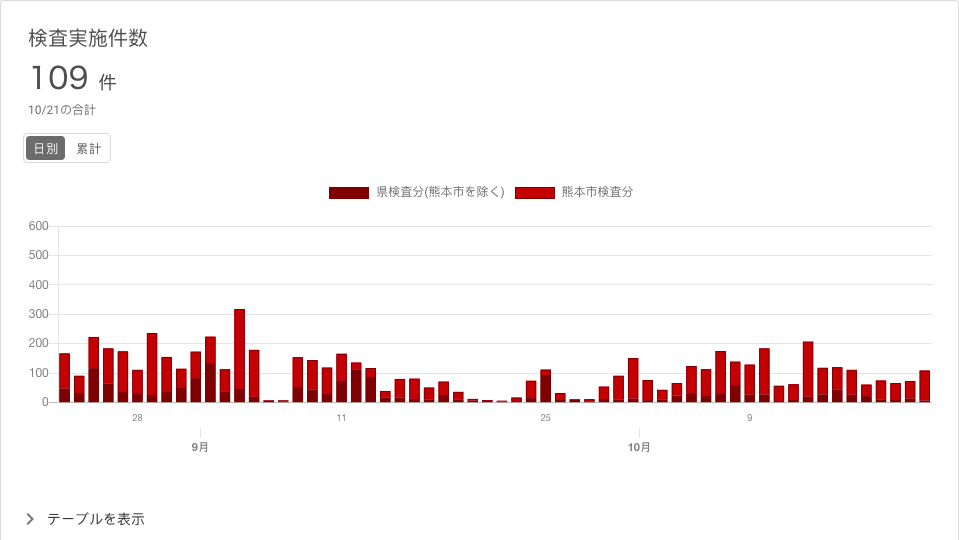 検査実施件数
109 件
10/21の合計
日別 累計
県検査分(熊本市を除く) 熊本市検査分
600
500
400
300
200
100
0
28 11 25 9
9月 10月
テーブルを表示